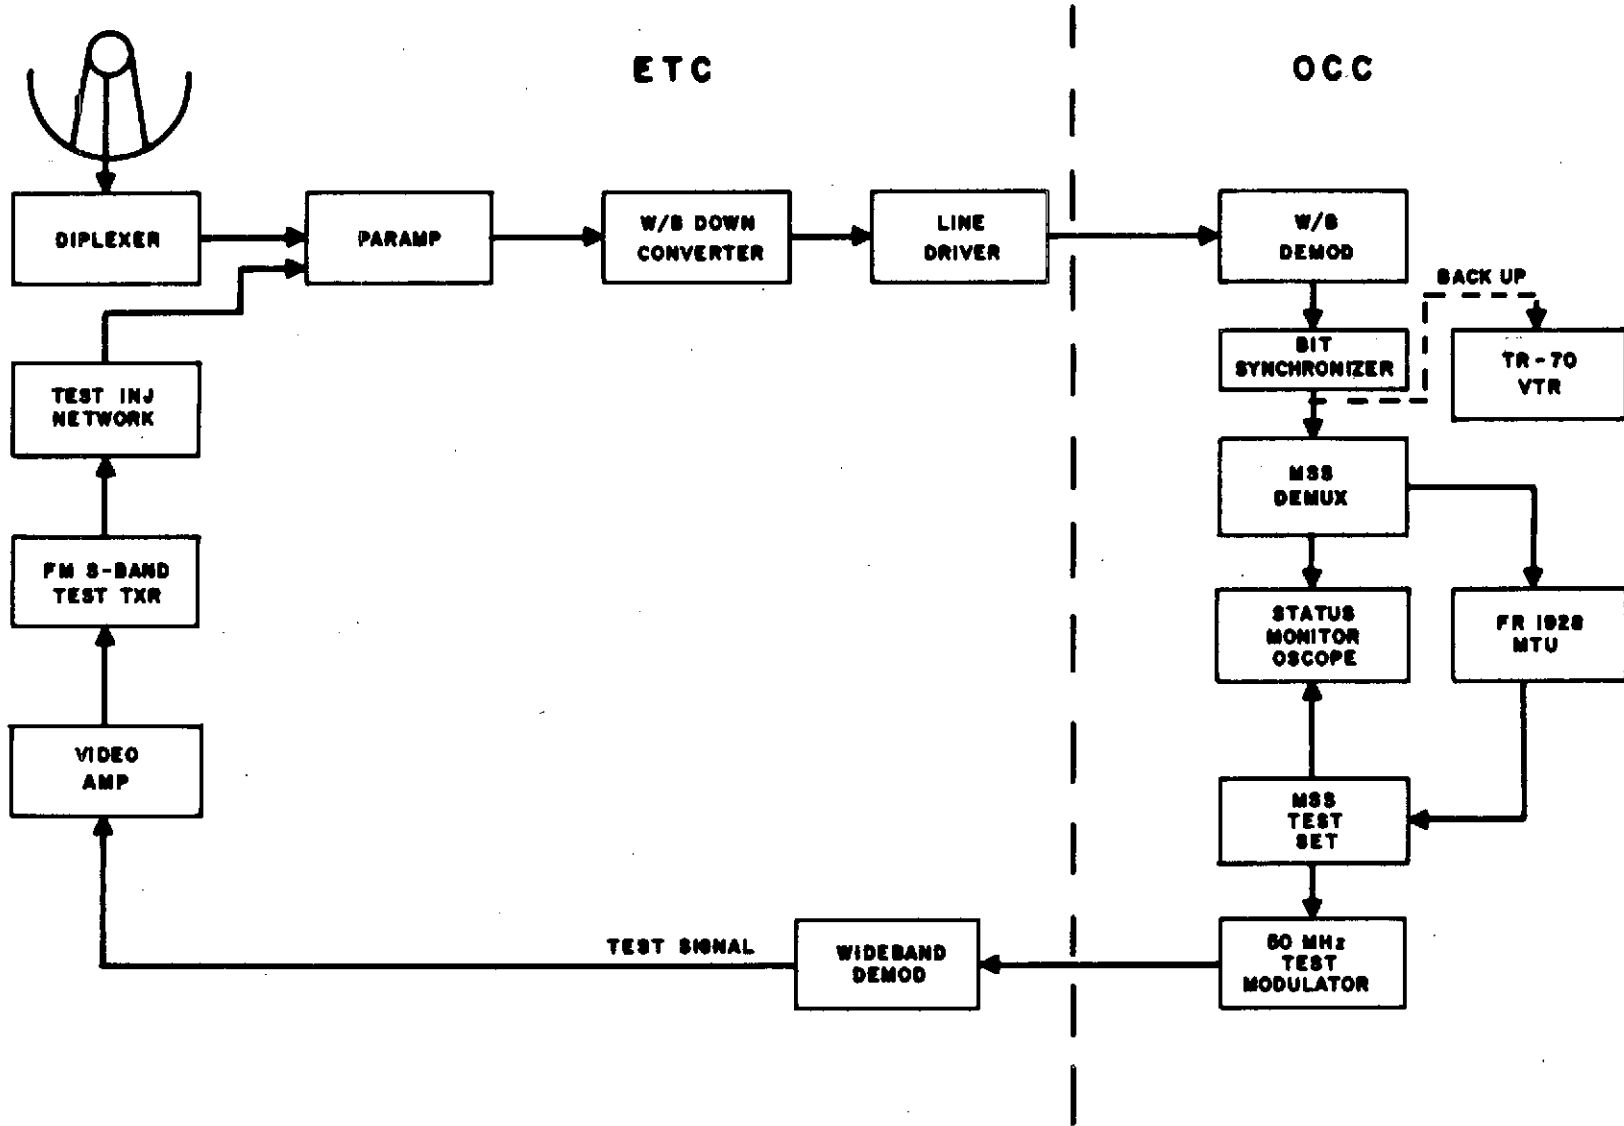 ETC
OCC
DIPLEXER
PARAMP
W/B DOWN
CONVERTER
LINE
DRIVER
W/B
DEMOD
BACK UP
BIT
SYNCHRONIZER
TR-70
VTR
TEST INJ
NETWORK
MSS
DEMUX
FM S-BAND
TEST TXR
STATUS
MONITOR
OSCOPE
FR 1928
MTU
VIDEO
AMP
MSS
TEST
SET
TEST SIGNAL
WIDEBAND
DEMOD
50 MHz
TEST
MODULATOR